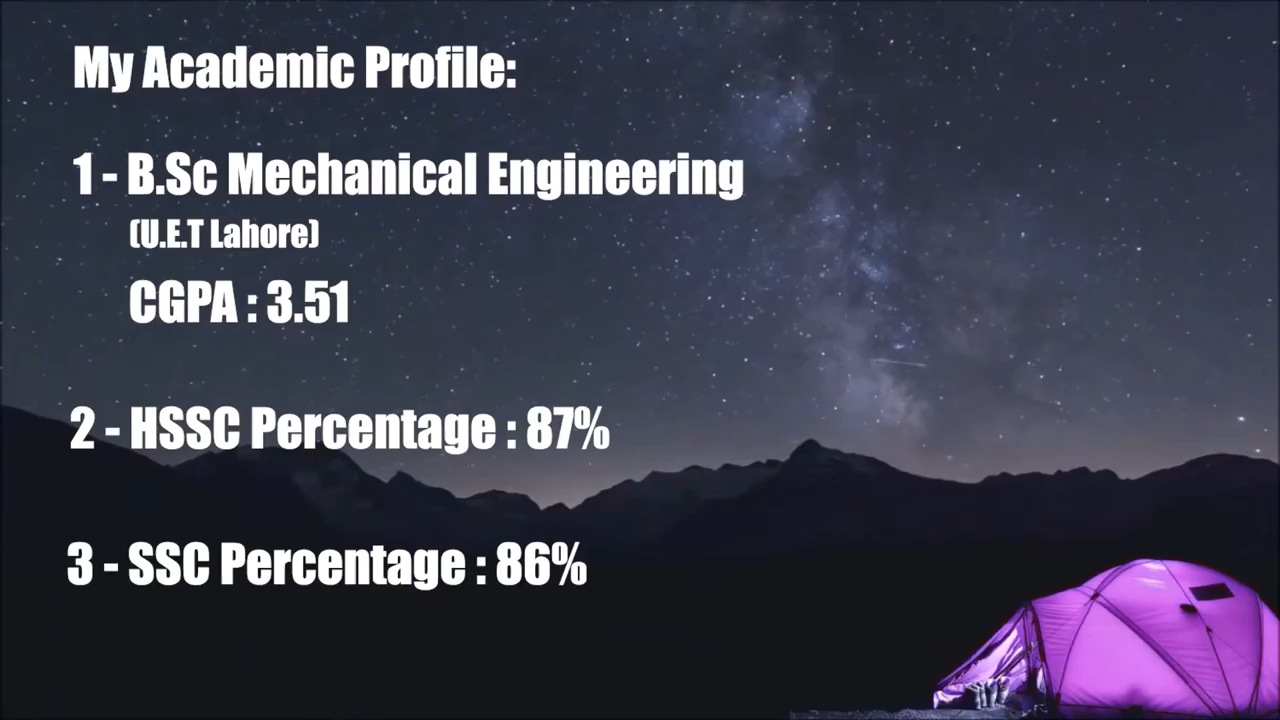 My Academic Profile:
1 - B.Sc Mechanical Engineering
(U.E.T Lahore)
CGPA : 3.51
2 - HSSC Percentage : 87%
3 - SSC Percentage : 86%